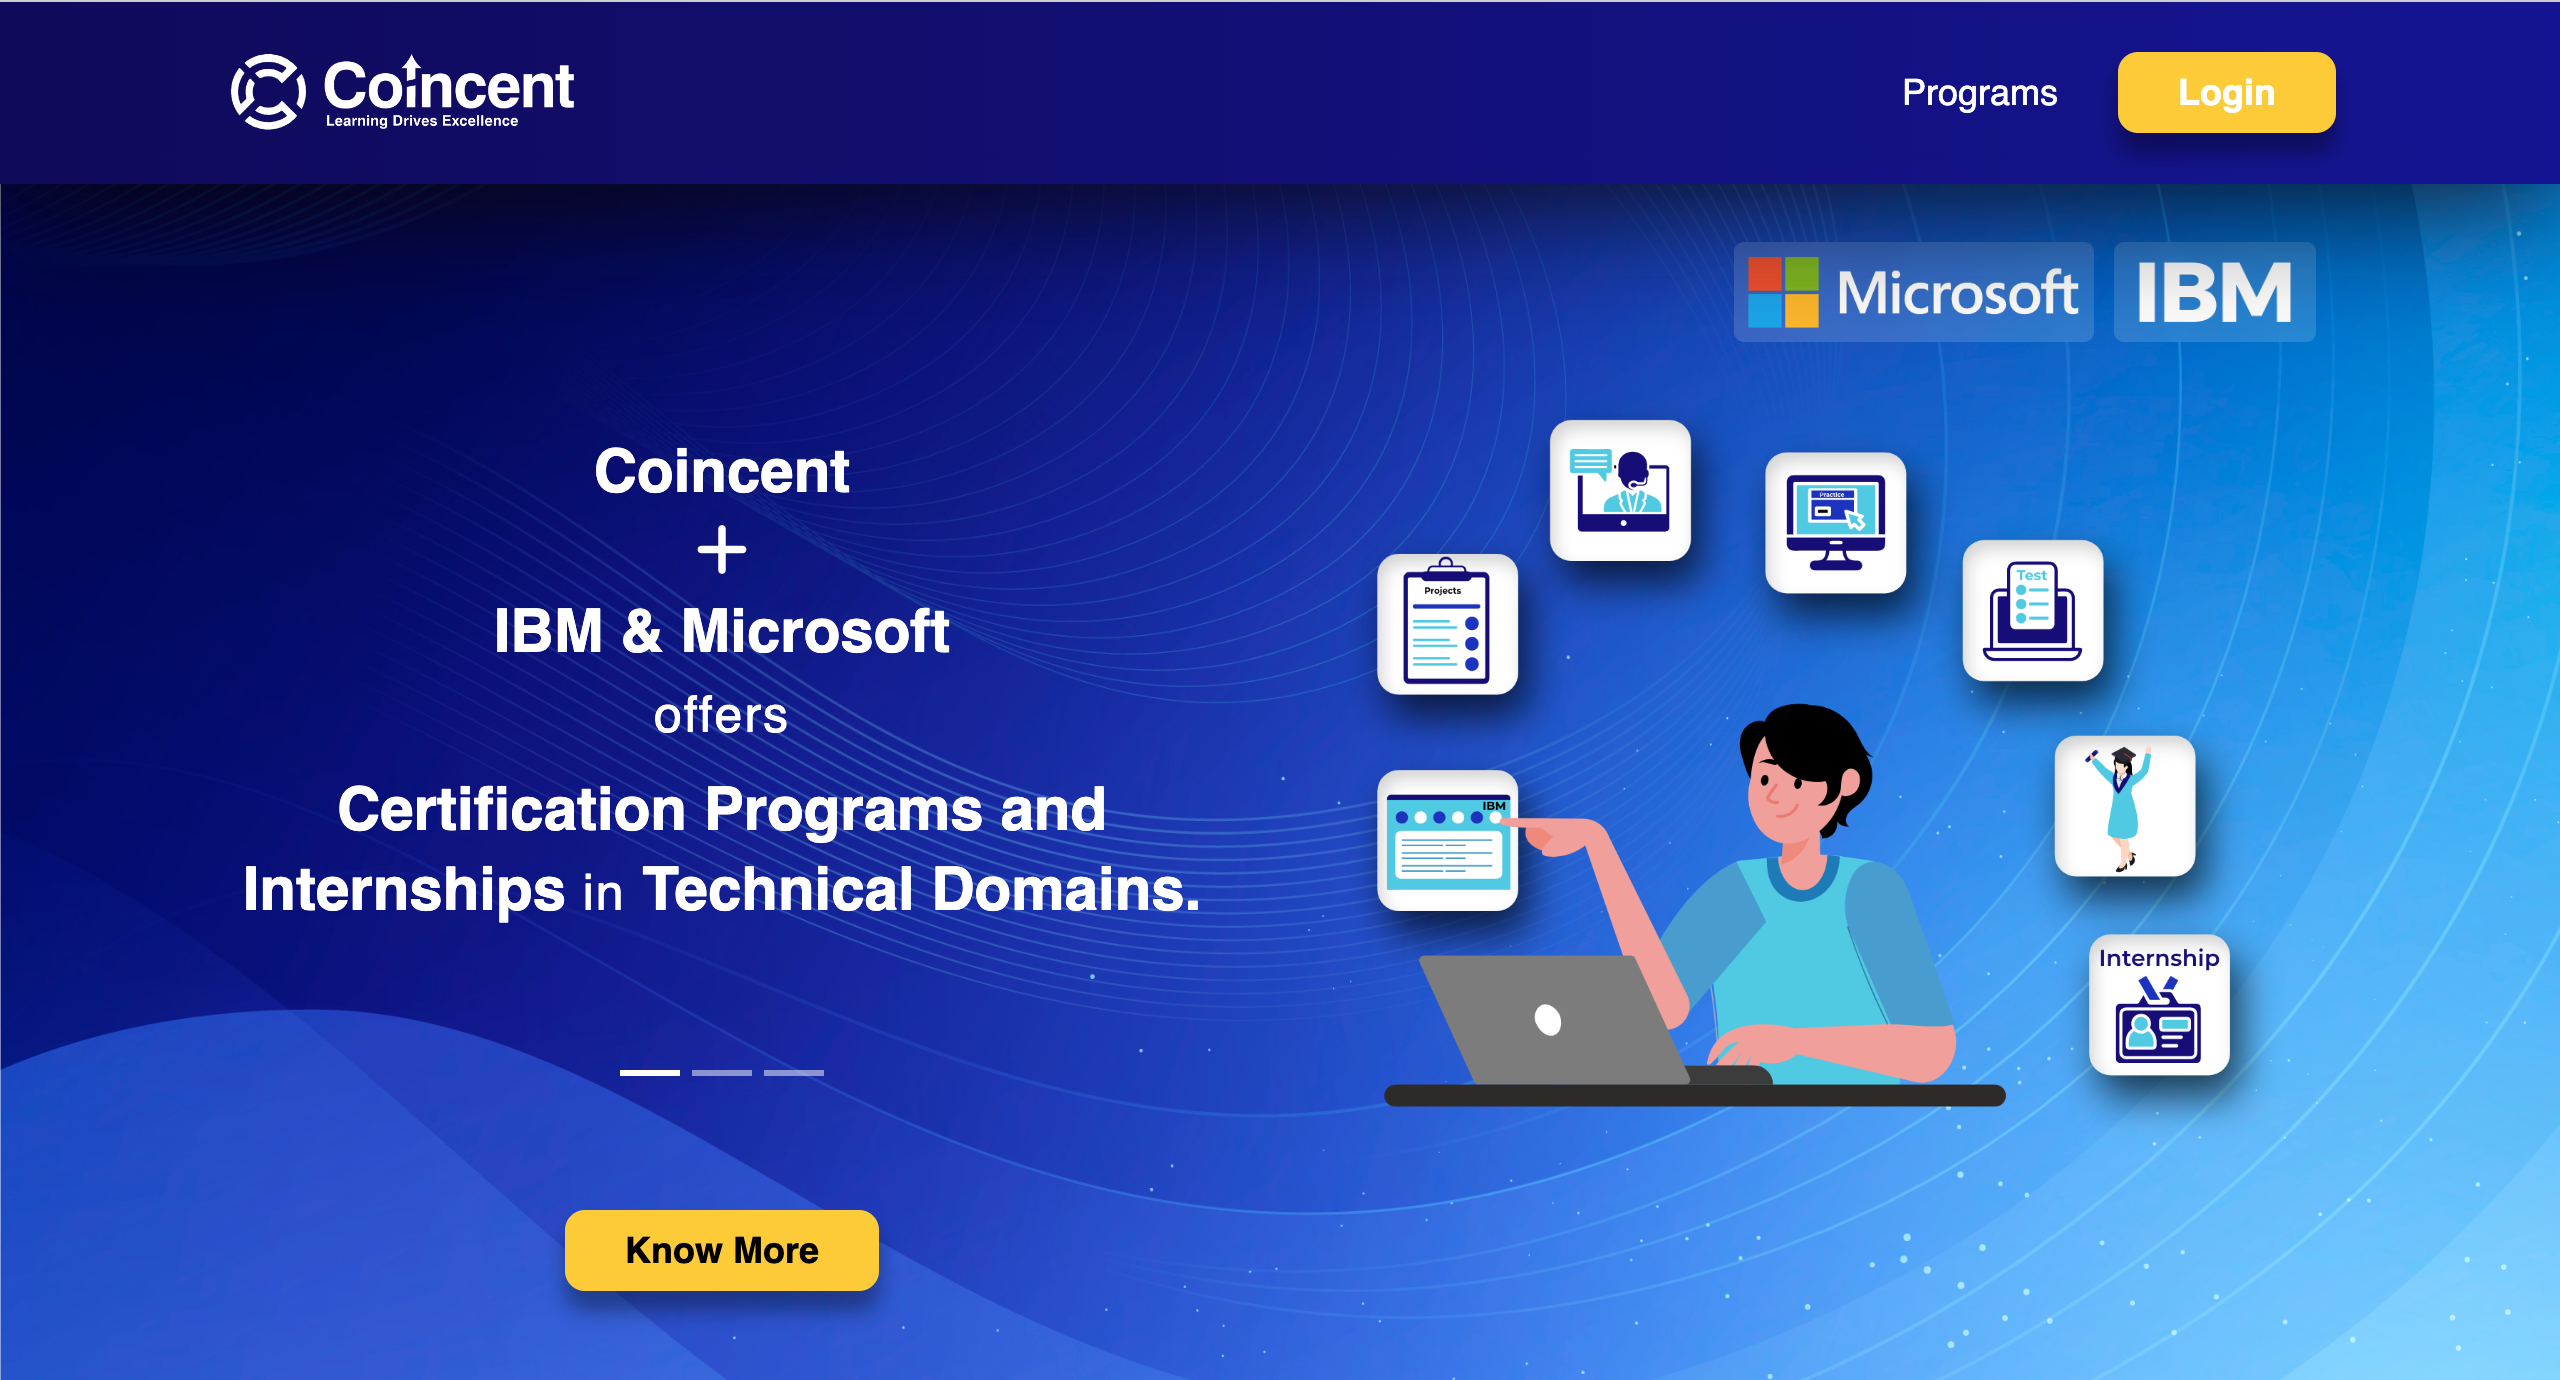 Coincent
Learning Drives Excellence
Programs
Login
Microsoft
IBM
Coincent
+
IBM & Microsoft
offers
Certification Programs and
Internships in Technical Domains.
Know More
Practice
Projects
Test
IBM
Internship